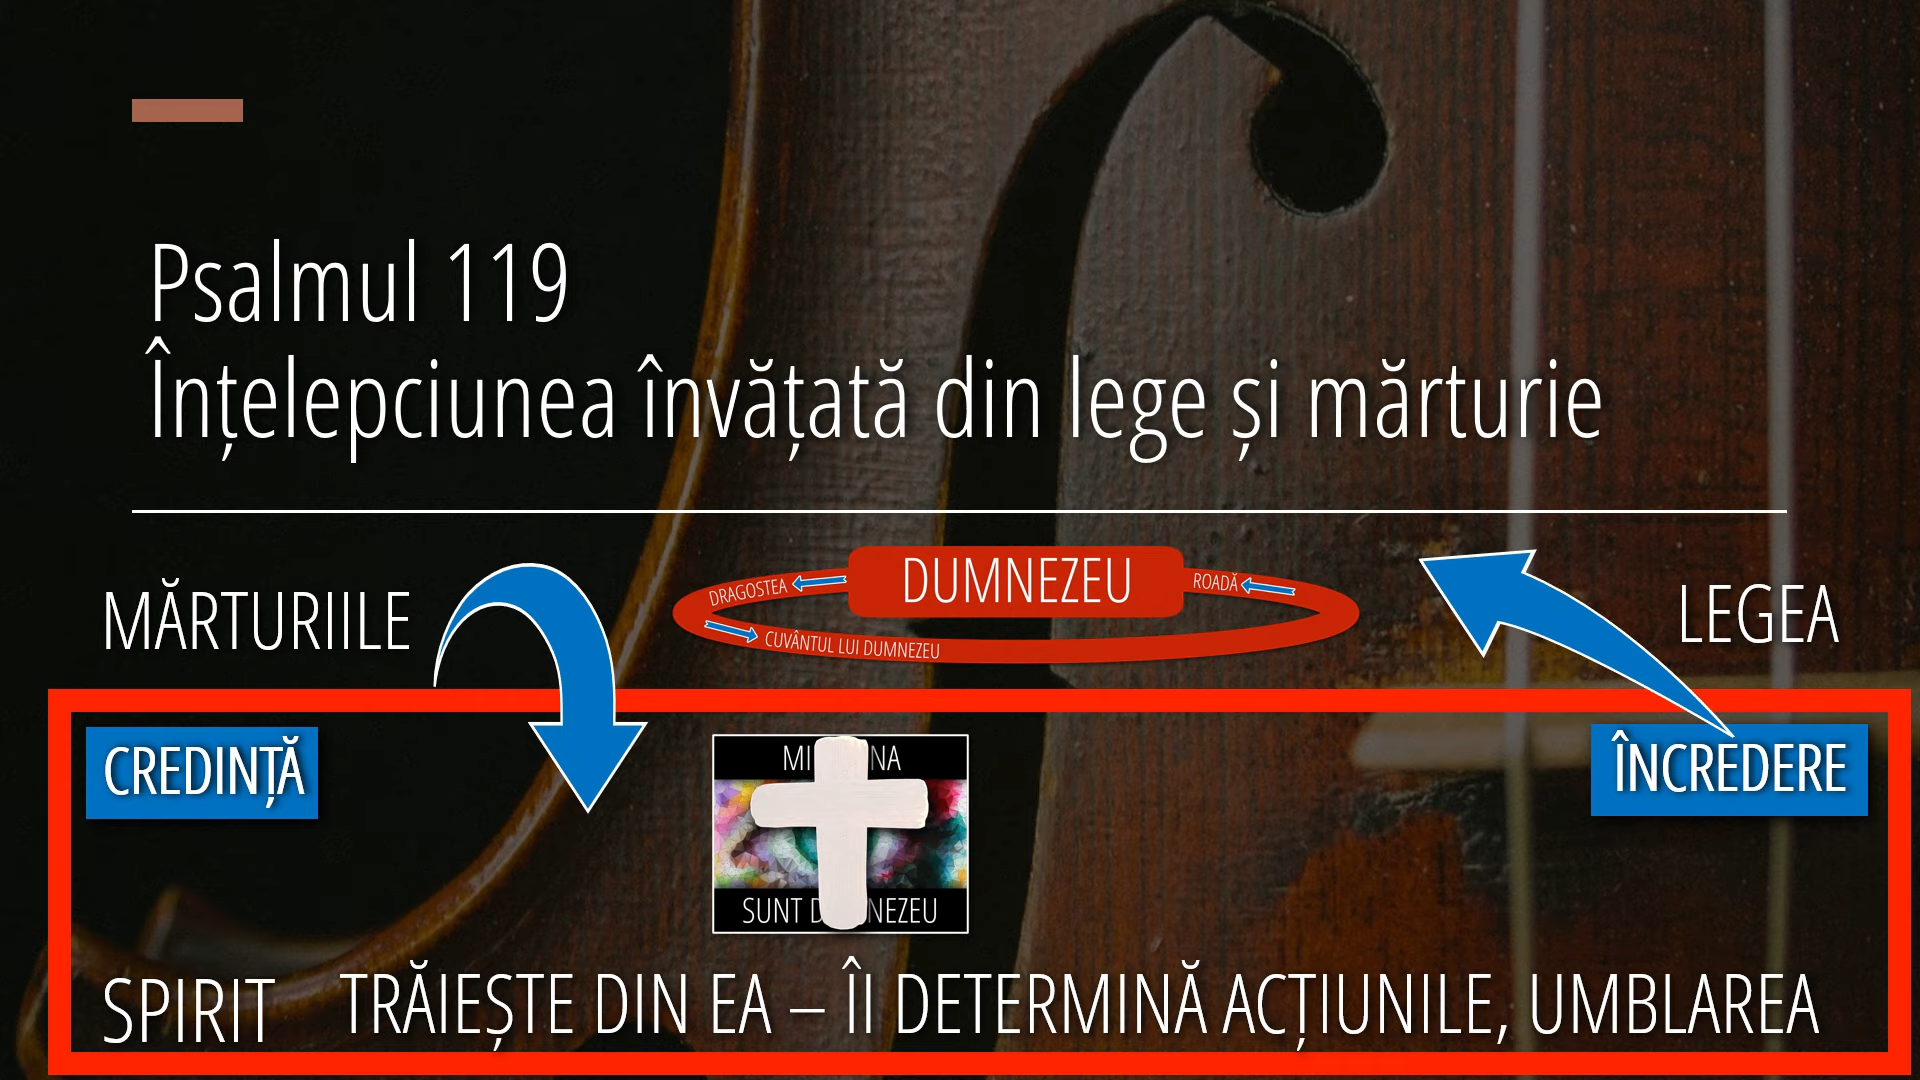 Psalmul 119
Înțelepciunea învățată din lege și mărturie
MĂRTURIILE
DRAGOSTEA
DUMNEZEU
ROADĂ
CUVÂNTUL LUI DUMNEZEU
LEGEA
CREDINȚĂ
ÎNCREDERE
MI NA
SUNT D NEZEU
SPIRIT
TRĂIEȘTE DIN EA – ÎI DETERMINĂ ACȚIUNILE, UMBLAREA